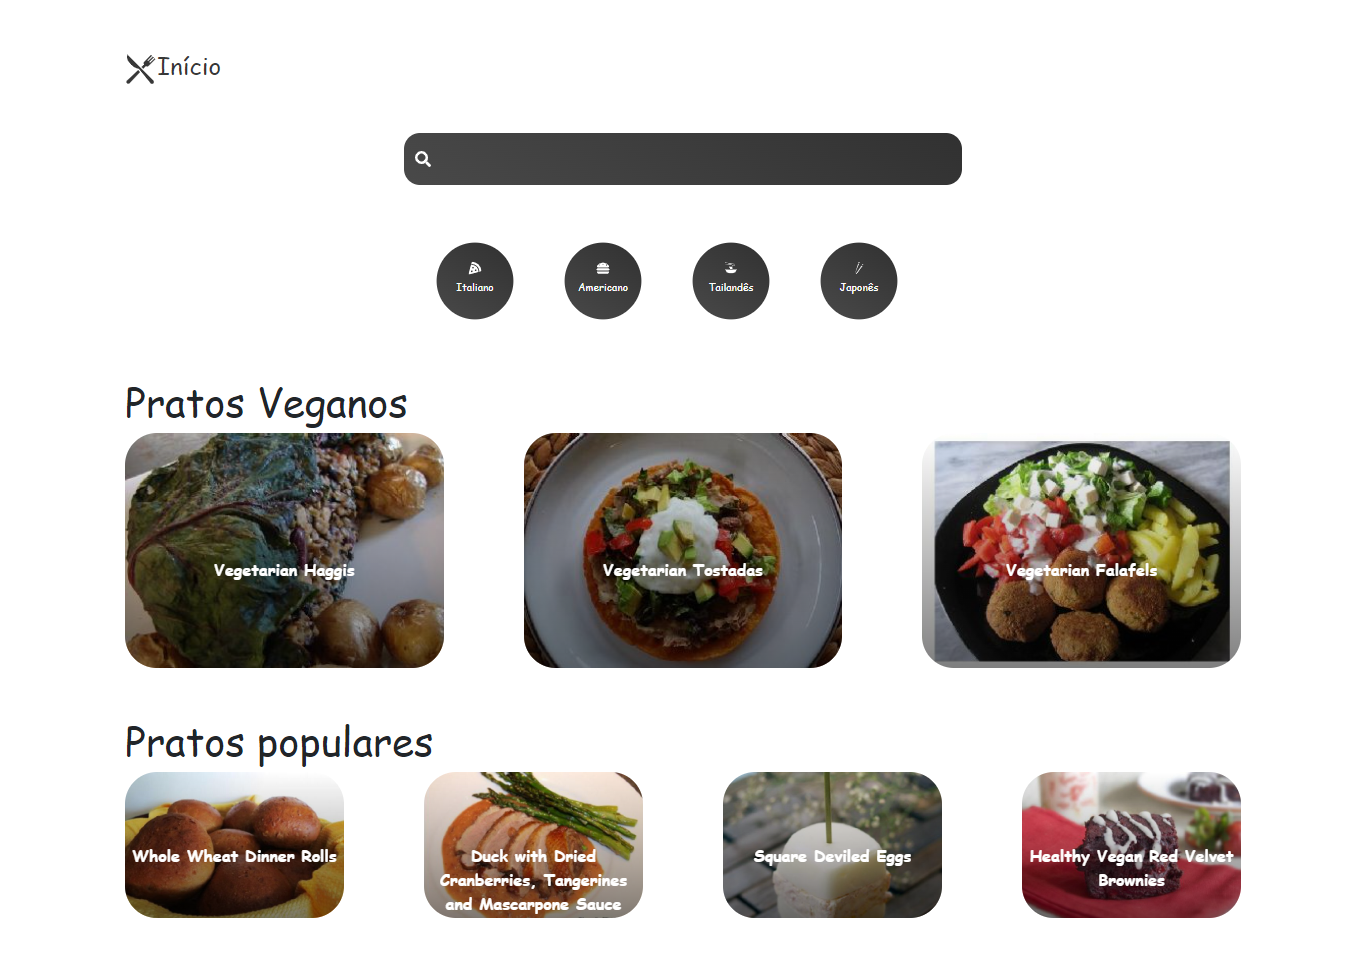 Início
Italiano
Americano
Tailandês
Japonês
Pratos Veganos
Vegetarian Haggis
Vegetarian Tostadas
Vegetarian Falafels
Pratos populares
Whole Wheat Dinner Rolls
Duck with Dried
Cranberries, Tangerines
and Mascarpone Sauce
Square Deviled Eggs
Healthy Vegan Red Velvet
Brownies